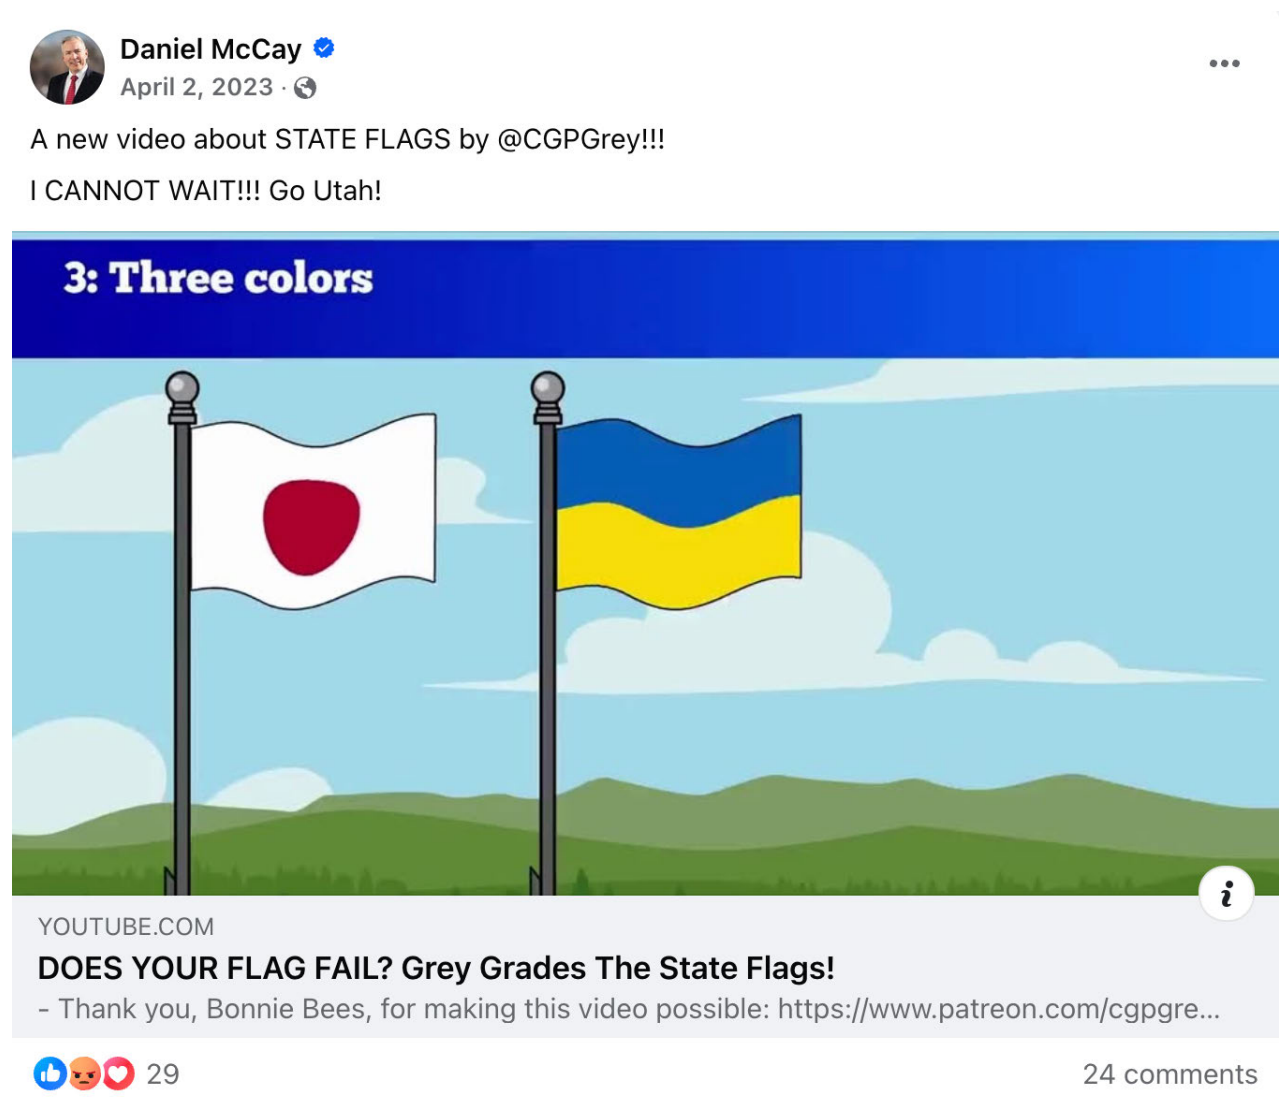 Daniel McCay
April 2, 2023 ·
A new video about STATE FLAGS by @CGPGrey!!!
I CANNOT WAIT!!! Go Utah!
3: Three colors
i
YOUTUBE.COM
DOES YOUR FLAG FAIL? Grey Grades The State Flags!
- Thank you, Bonnie Bees, for making this video possible: https://www.patreon.com/cgpgre...
29
24 comments